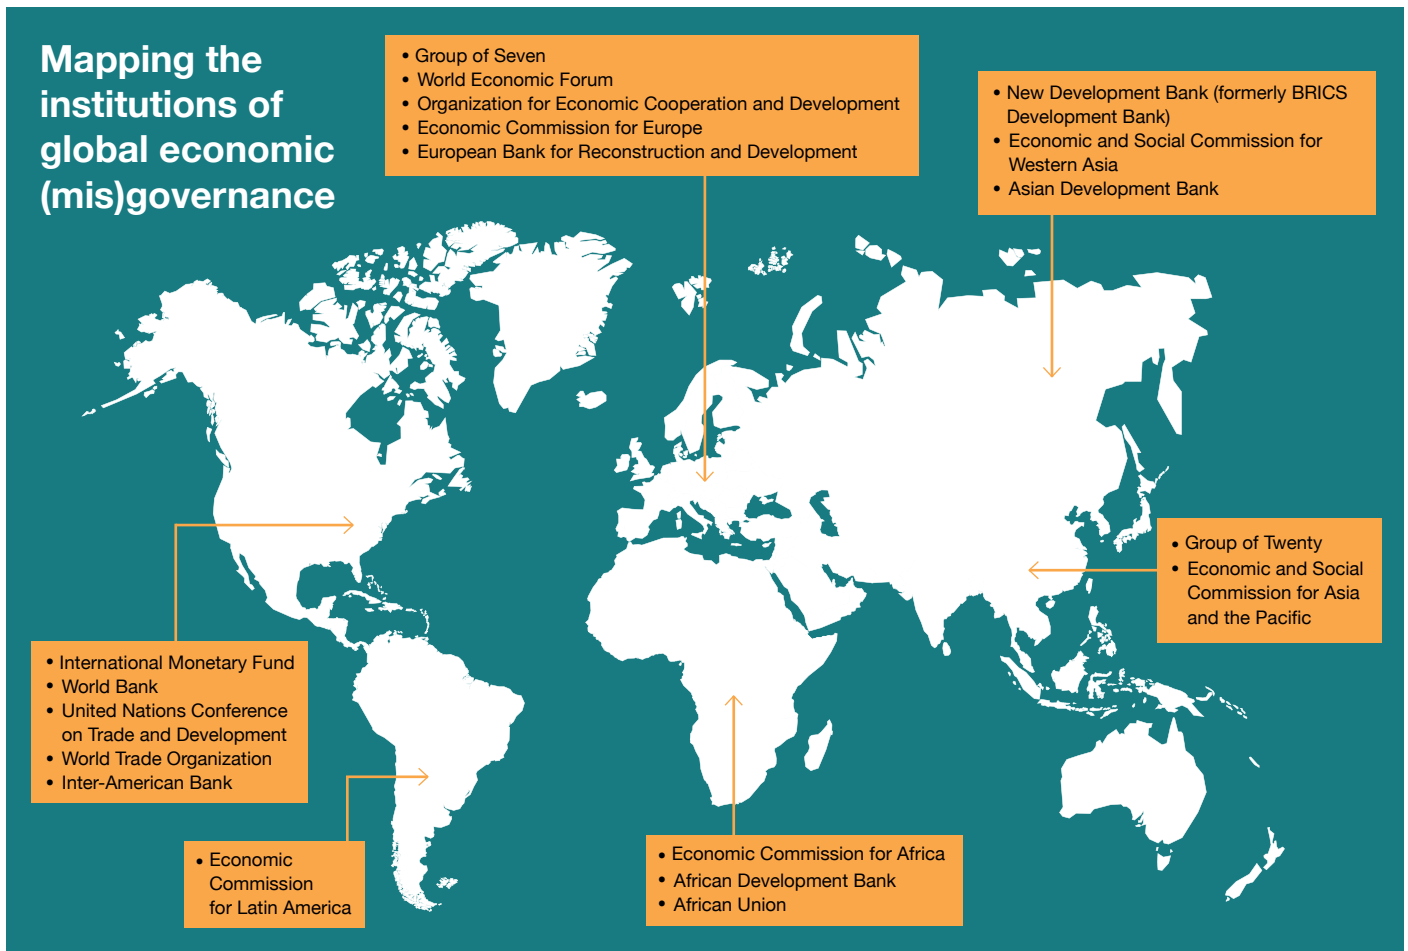 Mapping the
institutions of
global economic
(mis)governance
• Group of Seven
• World Economic Forum
• Organization for Economic Cooperation and Development
• Economic Commission for Europe
• European Bank for Reconstruction and Development
• New Development Bank (formerly BRICS
Development Bank)
• Economic and Social Commission for
Western Asia
• Asian Development Bank
• Group of Twenty
• Economic and Social
Commission for Asia
and the Pacific
• International Monetary Fund
• World Bank
• United Nations Conference
on Trade and Development
• World Trade Organization
• Inter-American Bank
• Economic
Commission
for Latin America
• Economic Commission for Africa
• African Development Bank
• African Union